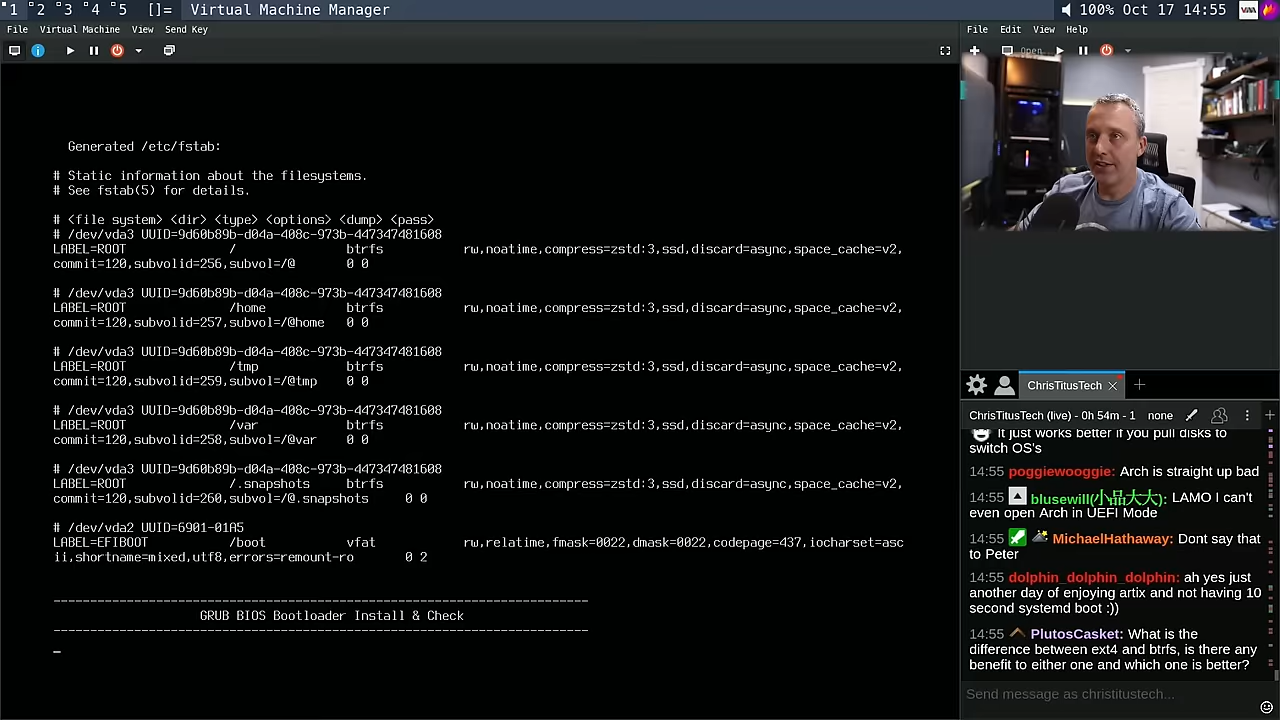 1 2 3 4 5 []= Virtual Machine Manager
100% Oct 17 14:55
File Virtual Machine View Send Key
File Edit View Help
Open
Generated /etc/fstab:
# Static information about the filesystems.
# See fstab(5) for details.
# <file system> <dir> <type> <options> <dump> <pass>
# /dev/vda3 UUID=9d60b89b-d04a-408c-973b-447347481608
LABEL=ROOT / btrfs rw,noatime,compress=zstd:3,ssd,discard=async,space_cache=v2,
commit=120,subvolid=256,subvol=/@ 0 0
# /dev/vda3 UUID=9d60b89b-d04a-408c-973b-447347481608
LABEL=ROOT /home btrfs rw,noatime,compress=zstd:3,ssd,discard=async,space_cache=v2,
commit=120,subvolid=257,subvol=/@home 0 0
# /dev/vda3 UUID=9d60b89b-d04a-408c-973b-447347481608
LABEL=ROOT /tmp btrfs rw,noatime,compress=zstd:3,ssd,discard=async,space_cache=v2,
commit=120,subvolid=259,subvol=/@tmp 0 0
# /dev/vda3 UUID=9d60b89b-d04a-408c-973b-447347481608
LABEL=ROOT /var btrfs rw,noatime,compress=zstd:3,ssd,discard=async,space_cache=v2,
commit=120,subvolid=258,subvol=/@var 0 0
# /dev/vda3 UUID=9d60b89b-d04a-408c-973b-447347481608
LABEL=ROOT /.snapshots btrfs rw,noatime,compress=zstd:3,ssd,discard=async,space_cache=v2,
commit=120,subvolid=260,subvol=/@.snapshots 0 0
# /dev/vda2 UUID=6901-01A5
LABEL=EFIBOOT /boot vfat rw,relatime,fmask=0022,dmask=0022,codepage=437,iocharset=asc
ii,shortname=mixed,utf8,errors=remount-ro 0 2
GRUB BIOS Bootloader Install & Check
ChrisTitusTech
ChrisTitusTech (live) - 0h 54m - 1 none
It just works better if you pull disks to
switch OS's
14:55 poggiewooggie: Arch is straight up bad
14:55 blusewill(小品大大): LAMO I can't
even open Arch in UEFI Mode
14:55 MichaelHathaway: Dont say that
to Peter
14:55 dolphin_dolphin_dolphin: ah yes just
another day of enjoying artix and not having 10
second systemd boot :))
14:55 PlutosCasket: What is the
difference between ext4 and btrfs, is there any
benefit to either one and which one is better?
Send message as christitustech...